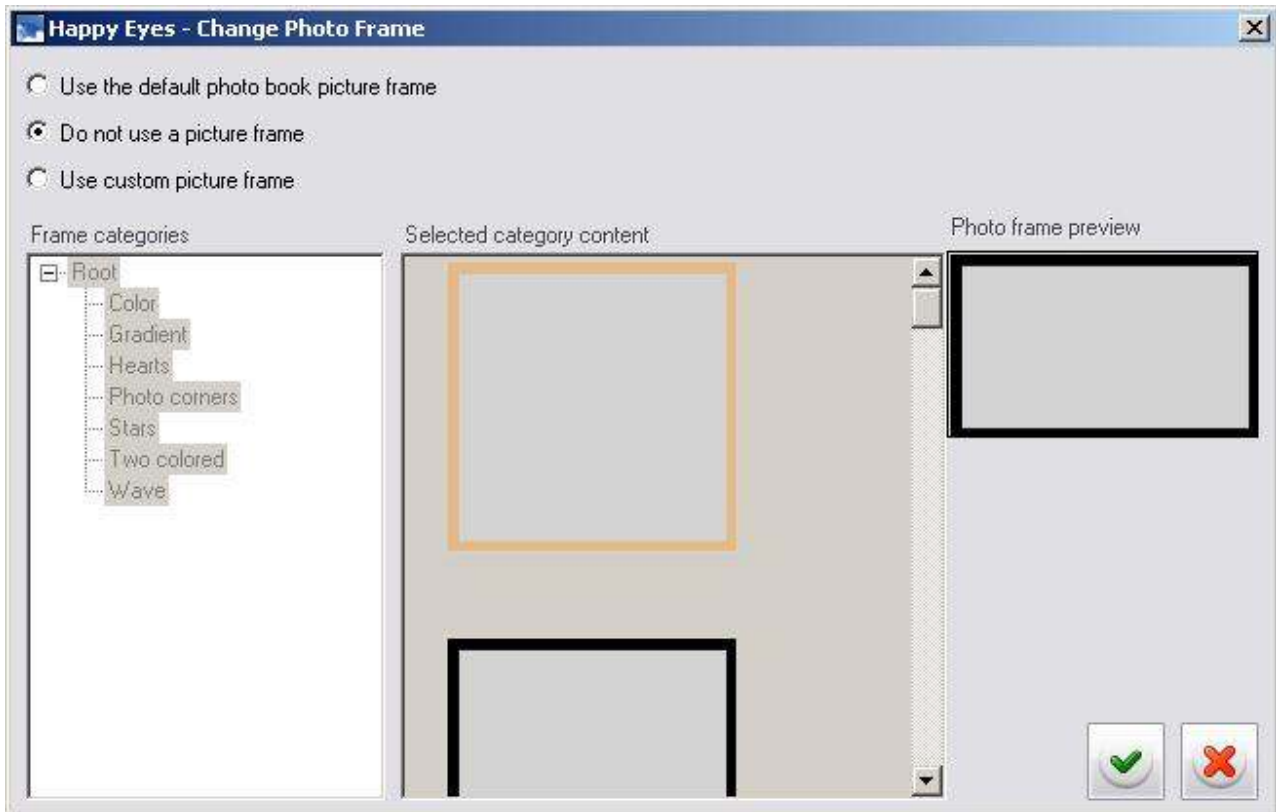 Happy Eyes - Change Photo Frame
Use the default photo book picture frame
Do not use a picture frame
Use custom picture frame
Frame categories
Selected category content
Photo frame preview
Root
Color
Gradient
Hearts
Photo corners
Stars
Two colored
Wave